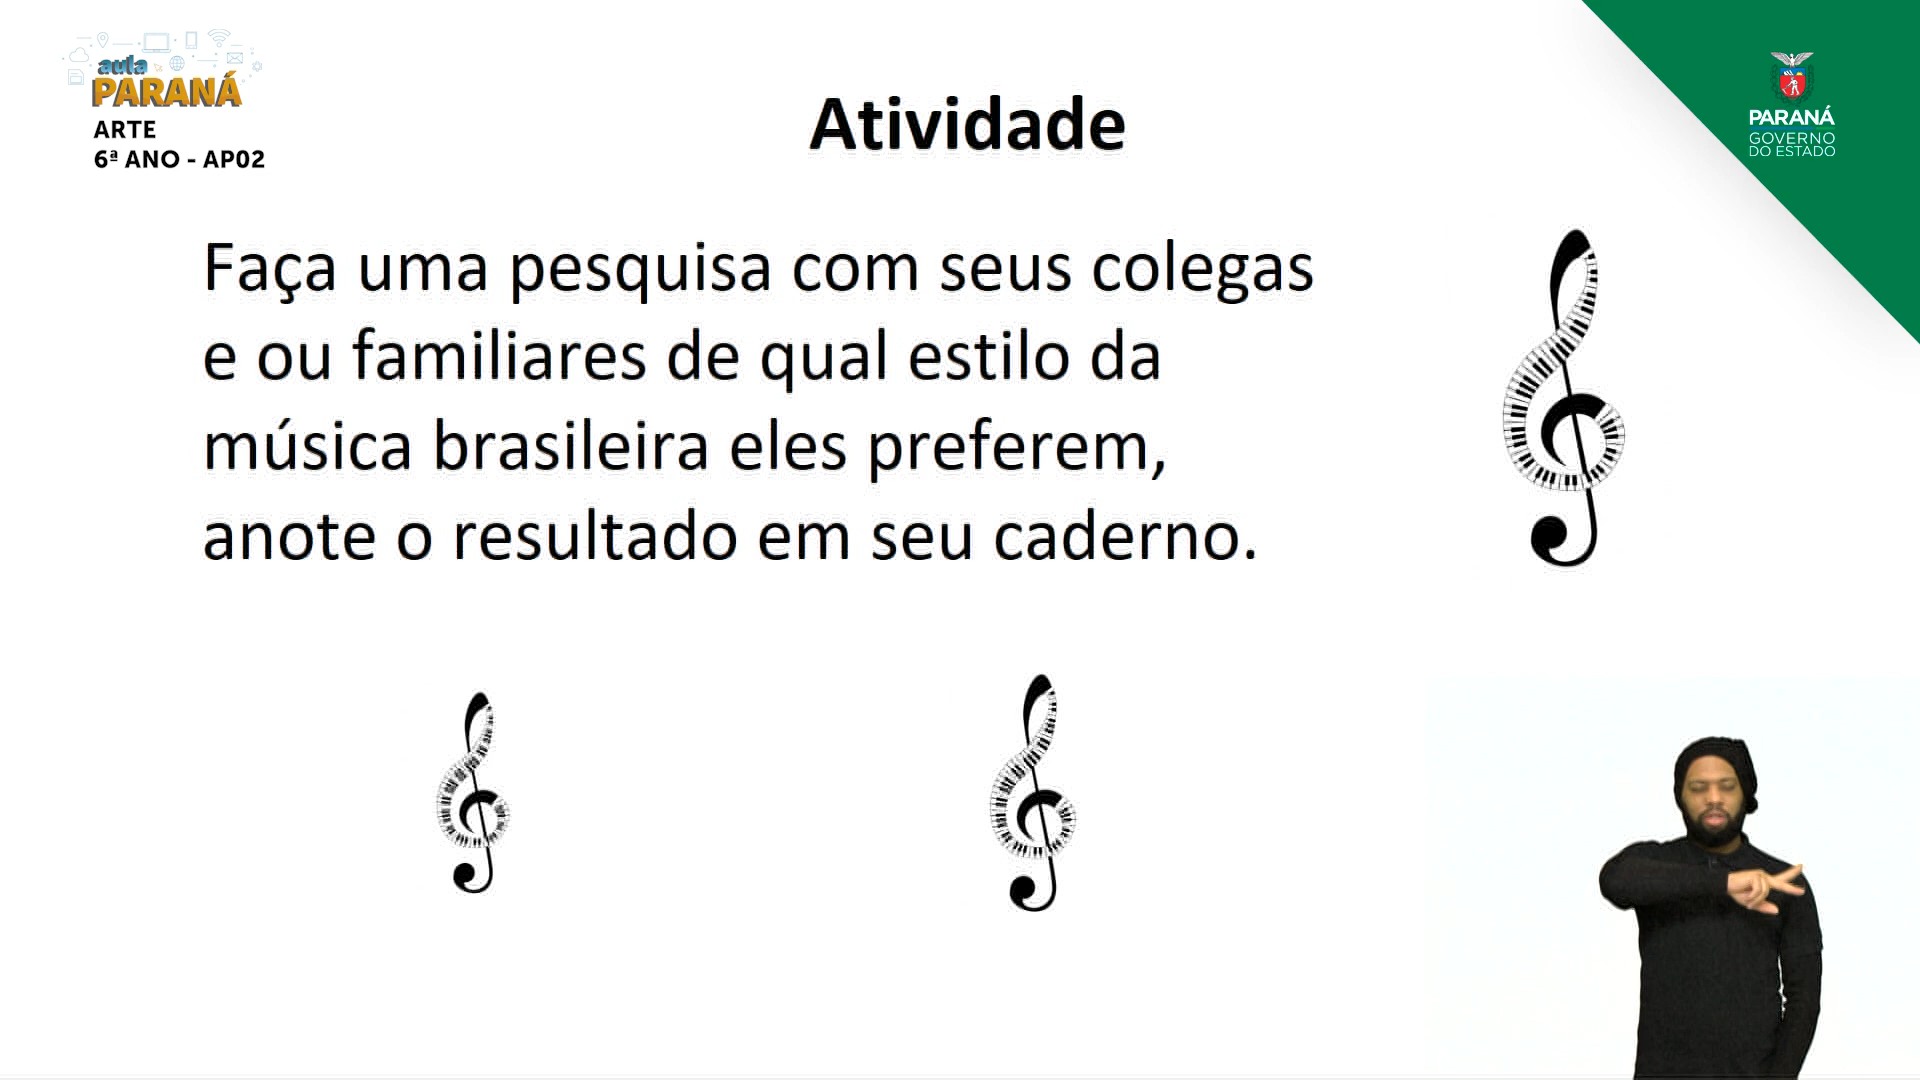 aula
PARANÁ
ARTE
6ª ANO - AP02
PARANÁ
GOVERNO
DO ESTADO
Atividade
Faça uma pesquisa com seus colegas
e ou familiares de qual estilo da
música brasileira eles preferem,
anote o resultado em seu caderno.